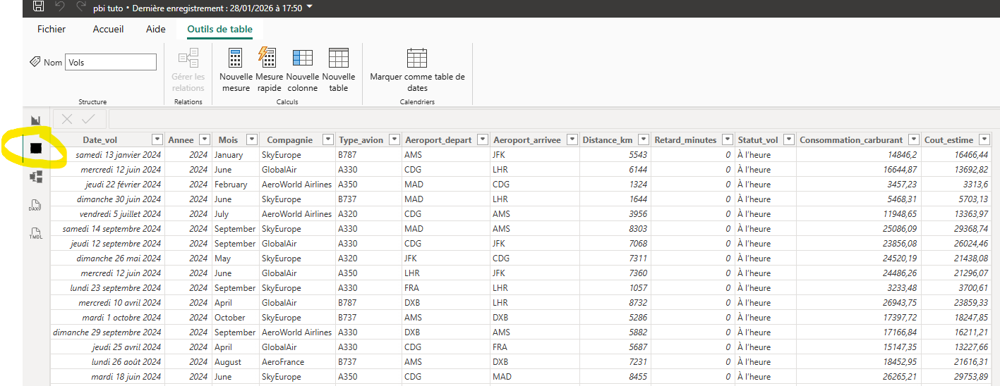 pbi tuto • Dernière enregistrement : 28/01/2026 à 17:50
Fichier Accueil Aide Outils de table
Nom Vols
Gérer les relations
Nouvelle mesure
Mesure rapide
Nouvelle colonne
Nouvelle table
Marquer comme table de dates
Structure Relations Calculs Calendriers
Date_vol Annee Mois Compagnie Type_avion Aeroport_depart Aeroport_arrivee Distance_km Retard_minutes Statut_vol Consommation_carburant Cout_estime
samedi 13 janvier 2024 2024 January SkyEurope B787 AMS JFK 5543 0 À l'heure 14846,2 16466,44
mercredi 12 juin 2024 2024 June GlobalAir A330 CDG LHR 6144 0 À l'heure 16644,87 13692,82
jeudi 22 février 2024 2024 February AeroWorld Airlines A350 MAD CDG 1324 0 À l'heure 3457,23 3313,6
dimanche 30 juin 2024 2024 June SkyEurope B737 MAD LHR 1644 0 À l'heure 5468,31 5703,13
vendredi 5 juillet 2024 2024 July AeroWorld Airlines A320 CDG AMS 3956 0 À l'heure 11948,65 13363,97
samedi 14 septembre 2024 2024 September SkyEurope A330 MAD AMS 8303 0 À l'heure 25086,09 29368,74
jeudi 12 septembre 2024 2024 September GlobalAir A330 CDG JFK 7068 0 À l'heure 23856,08 26024,46
dimanche 26 mai 2024 2024 May SkyEurope A320 JFK CDG 7311 0 À l'heure 24520,19 21438,08
mercredi 12 juin 2024 2024 June GlobalAir A350 LHR JFK 7360 0 À l'heure 24486,26 21296,07
lundi 23 septembre 2024 2024 September SkyEurope A330 FRA LHR 1057 0 À l'heure 3233,48 3700,61
mercredi 10 avril 2024 2024 April GlobalAir B787 DXB LHR 8732 0 À l'heure 26943,75 23859,33
mardi 1 octobre 2024 2024 October SkyEurope B737 AMS DXB 5286 0 À l'heure 17397,72 18247,85
dimanche 29 septembre 2024 2024 September AeroWorld Airlines A330 DXB AMS 5882 0 À l'heure 17166,84 16211,21
jeudi 25 avril 2024 2024 April GlobalAir A330 CDG FRA 5687 0 À l'heure 15147,35 13227,66
lundi 26 août 2024 2024 August AeroFrance B737 AMS DXB 7231 0 À l'heure 18452,95 21616,31
mardi 18 juin 2024 2024 June SkyEurope A350 CDG MAD 8455 0 À l'heure 26265,21 29753,89
DAX
TMDL